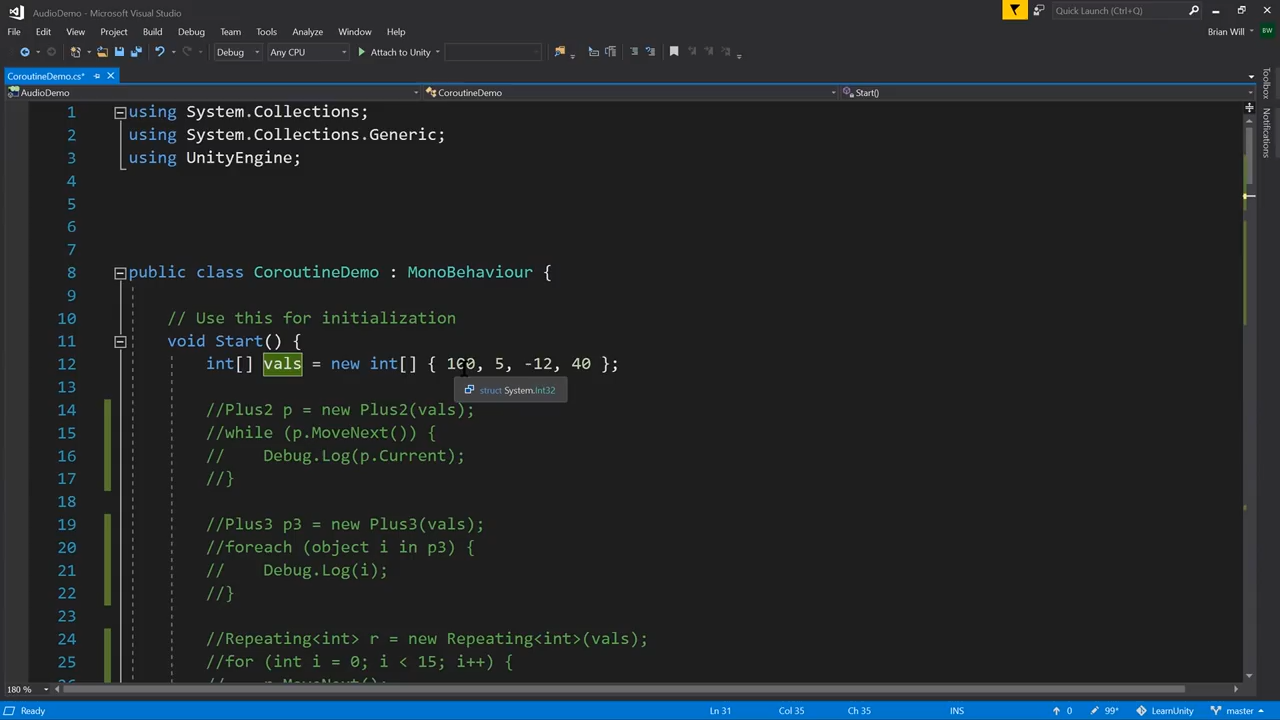 AudioDemo - Microsoft Visual Studio
Quick Launch (Ctrl+Q)
File Edit View Project Build Debug Team Tools Analyze Window Help
Brian Will BW
Debug Any CPU Attach to Unity
CoroutineDemo.cs*
AudioDemo CoroutineDemo Start()
Toolbox
Notifications
1 using System.Collections;
2 using System.Collections.Generic;
3 using UnityEngine;
4
5
6
7
8 public class CoroutineDemo : MonoBehaviour {
9
10 // Use this for initialization
11 void Start() {
12 int[] vals = new int[] { 100, 5, -12, 40 };
struct System.Int32
13
14 //Plus2 p = new Plus2(vals);
15 //while (p.MoveNext()) {
16 // Debug.Log(p.Current);
17 //}
18
19 //Plus3 p3 = new Plus3(vals);
20 //foreach (object i in p3) {
21 // Debug.Log(i);
22 //}
23
24 //Repeating<int> r = new Repeating<int>(vals);
25 //for (int i = 0; i < 15; i++) {
180 %
Ready Ln 31 Col 35 Ch 35 INS 0 99* LearnUnity master